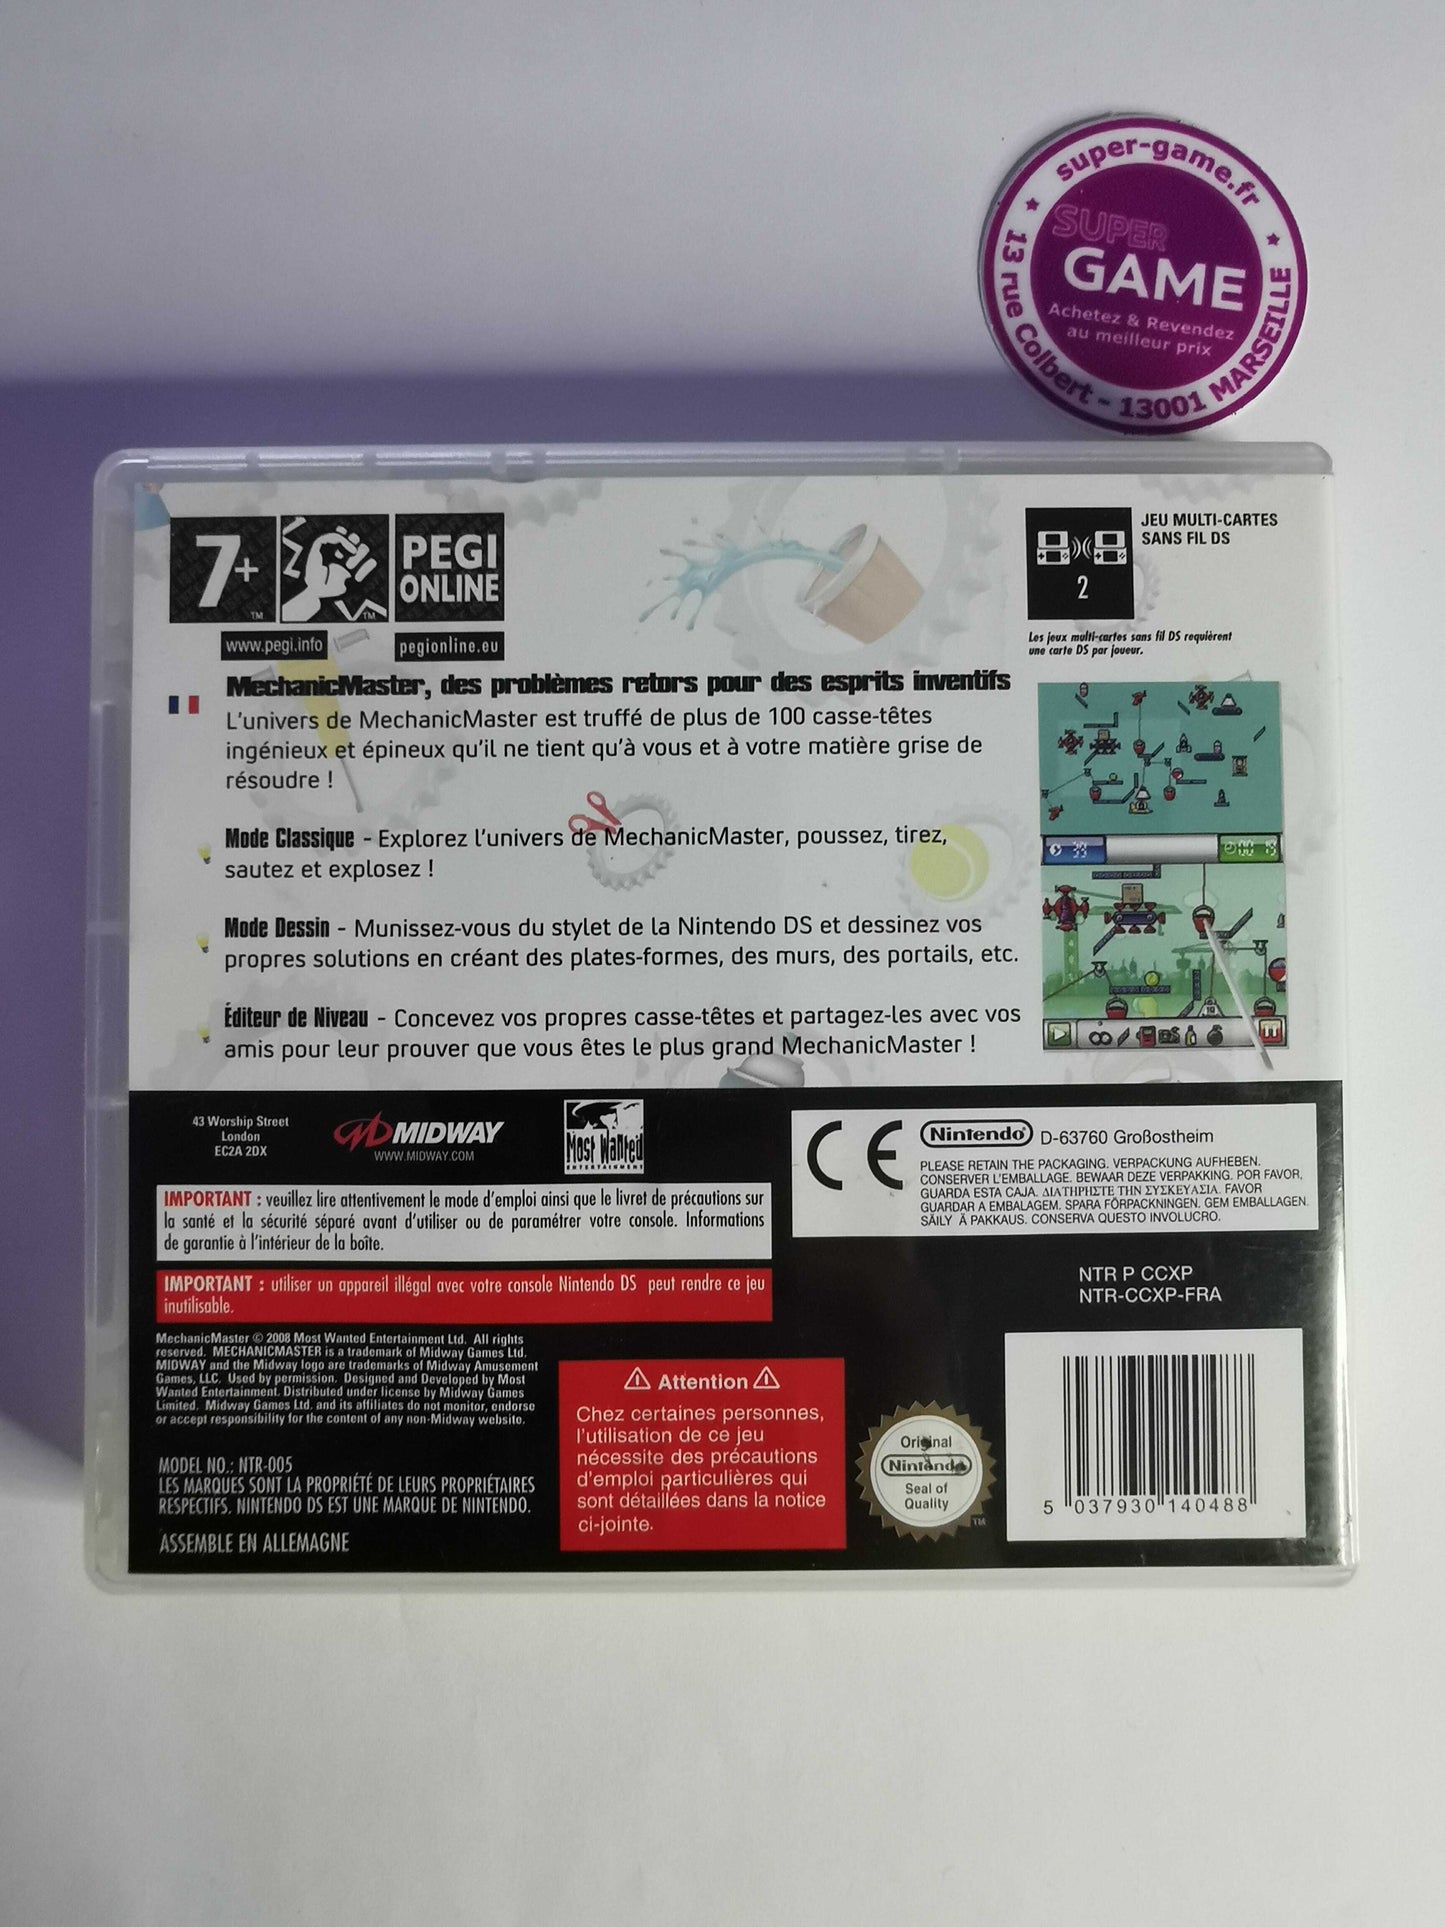 super-game.fr
SUPER
GAME
Achetez & Revendez
au meilleur prix
13 rue Colbert - 13001 MARSEILLE
7+
TM
TM
PEGI
ONLINE
www.pegi.info
pegionline.eu
2
JEU MULTI-CARTES
SANS FIL DS
Les jeux multi-cartes sans fil DS requièrent
une carte DS par joueur.
MechanicMaster, des problèmes retors pour des esprits inventifs
L'univers de MechanicMaster est truffé de plus de 100 casse-têtes
ingénieux et épineux qu'il ne tient qu'à vous et à votre matière grise de
résoudre !
Mode Classique - Explorez l'univers de MechanicMaster, poussez, tirez,
sautez et explosez !
Mode Dessin - Munissez-vous du stylet de la Nintendo DS et dessinez vos
propres solutions en créant des plates-formes, des murs, des portails, etc.
Éditeur de Niveau - Concevez vos propres casse-têtes et partagez-les avec vos
amis pour leur prouver que vous êtes le plus grand MechanicMaster !
43 Worship Street
London
EC2A 2DX
MIDWAY
WWW.MIDWAY.COM
Most Wanted
ENTERTAINMENT
CE
Nintendo® D-63760 Großostheim
PLEASE RETAIN THE PACKAGING. VERPACKUNG AUFHEBEN.
CONSERVER L'EMBALLAGE. BEWAAR DEZE VERPAKKING. POR FAVOR,
GUARDA ESTA CAJA. ΔΙΑΤΗΡΗΣΤΕ ΤΗΝ ΣΥΣΚΕΥΑΣΙΑ. FAVOR
GUARDAR A EMBALAGEM. SPARA FÖRPACKNINGEN. GEM EMBALLAGEN.
SÄILYTÄ PAKKAUS. CONSERVA QUESTO INVOLUCRO.
IMPORTANT : veuillez lire attentivement le mode d'emploi ainsi que le livret de précautions sur
la santé et la sécurité séparé avant d'utiliser ou de paramétrer votre console. Informations
de garantie à l'intérieur de la boîte.
IMPORTANT : utiliser un appareil illégal avec votre console Nintendo DS peut rendre ce jeu
inutilisable.
NTR P CCXP
NTR-CCXP-FRA
MechanicMaster © 2008 Most Wanted Entertainment Ltd. All rights
reserved. MECHANICMASTER is a trademark of Midway Games Ltd.
MIDWAY and the Midway logo are trademarks of Midway Amusement
Games, LLC. Used by permission. Designed and Developed by Most
Wanted Entertainment. Distributed under license by Midway Games
Limited. Midway Games Ltd. and its affiliates do not monitor, endorse
or accept responsibility for the content of any non-Midway website.
MODEL NO.: NTR-005
LES MARQUES SONT LA PROPRIÉTÉ DE LEURS PROPRIÉTAIRES
RESPECTIFS. NINTENDO DS EST UNE MARQUE DE NINTENDO.
ASSEMBLE EN ALLEMAGNE
⚠ Attention ⚠
Chez certaines personnes,
l'utilisation de ce jeu
nécessite des précautions
d'emploi particulières qui
sont détaillées dans la notice
ci-jointe.
Original
Nintendo
Seal of
Quality
TM
5 037930 140488